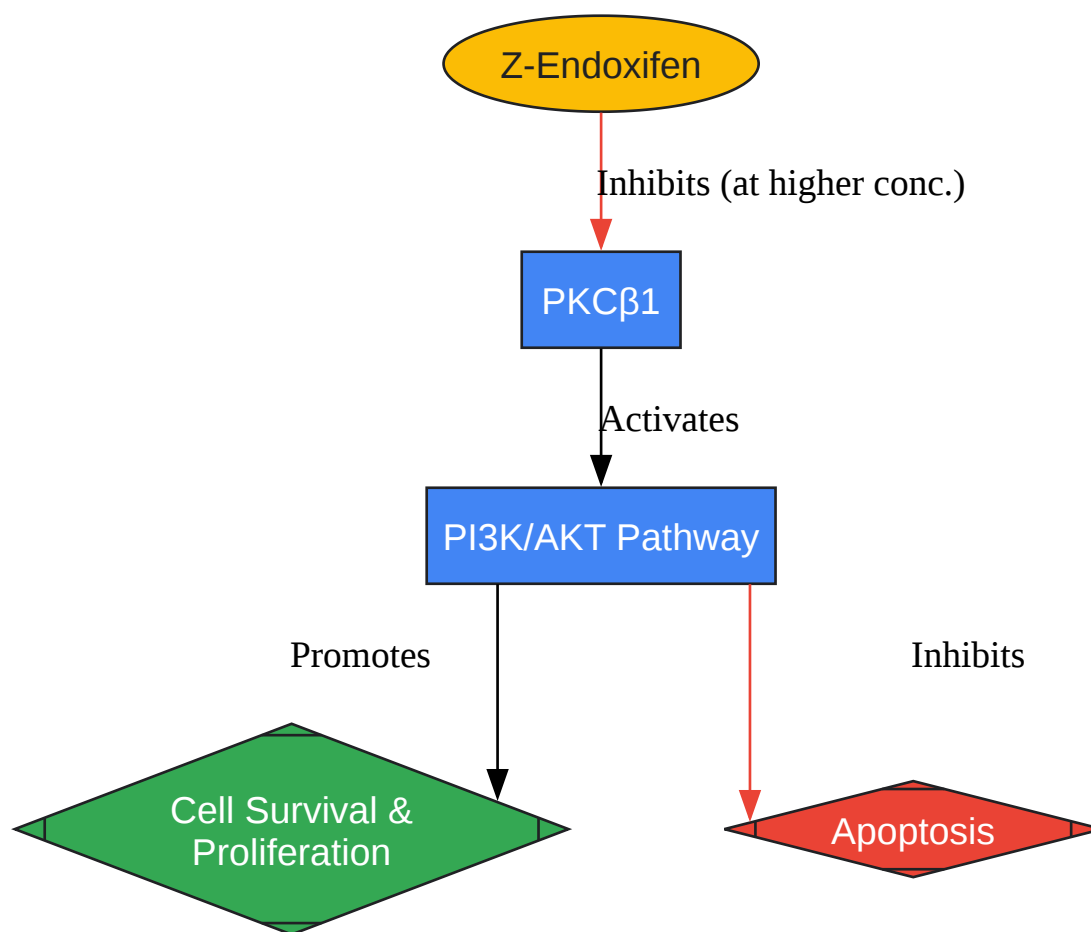 Z-Endoxifen
Inhibits (at higher conc.)
PKCβ1
Activates
PI3K/AKT Pathway
Promotes
Inhibits
Cell Survival &
Proliferation
Apoptosis